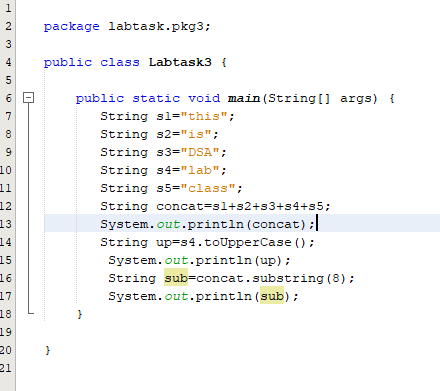 1
2 package labtask.pkg3;
3
4 public class Labtask3 {
5
6 public static void main(String[] args) {
7 String s1="this";
8 String s2="is";
9 String s3="DSA";
10 String s4="lab";
11 String s5="class";
12 String concat=s1+s2+s3+s4+s5;
13 System.out.println(concat);
14 String up=s4.toUpperCase();
15 System.out.println(up);
16 String sub=concat.substring(8);
17 System.out.println(sub);
18 }
19
20 }
21